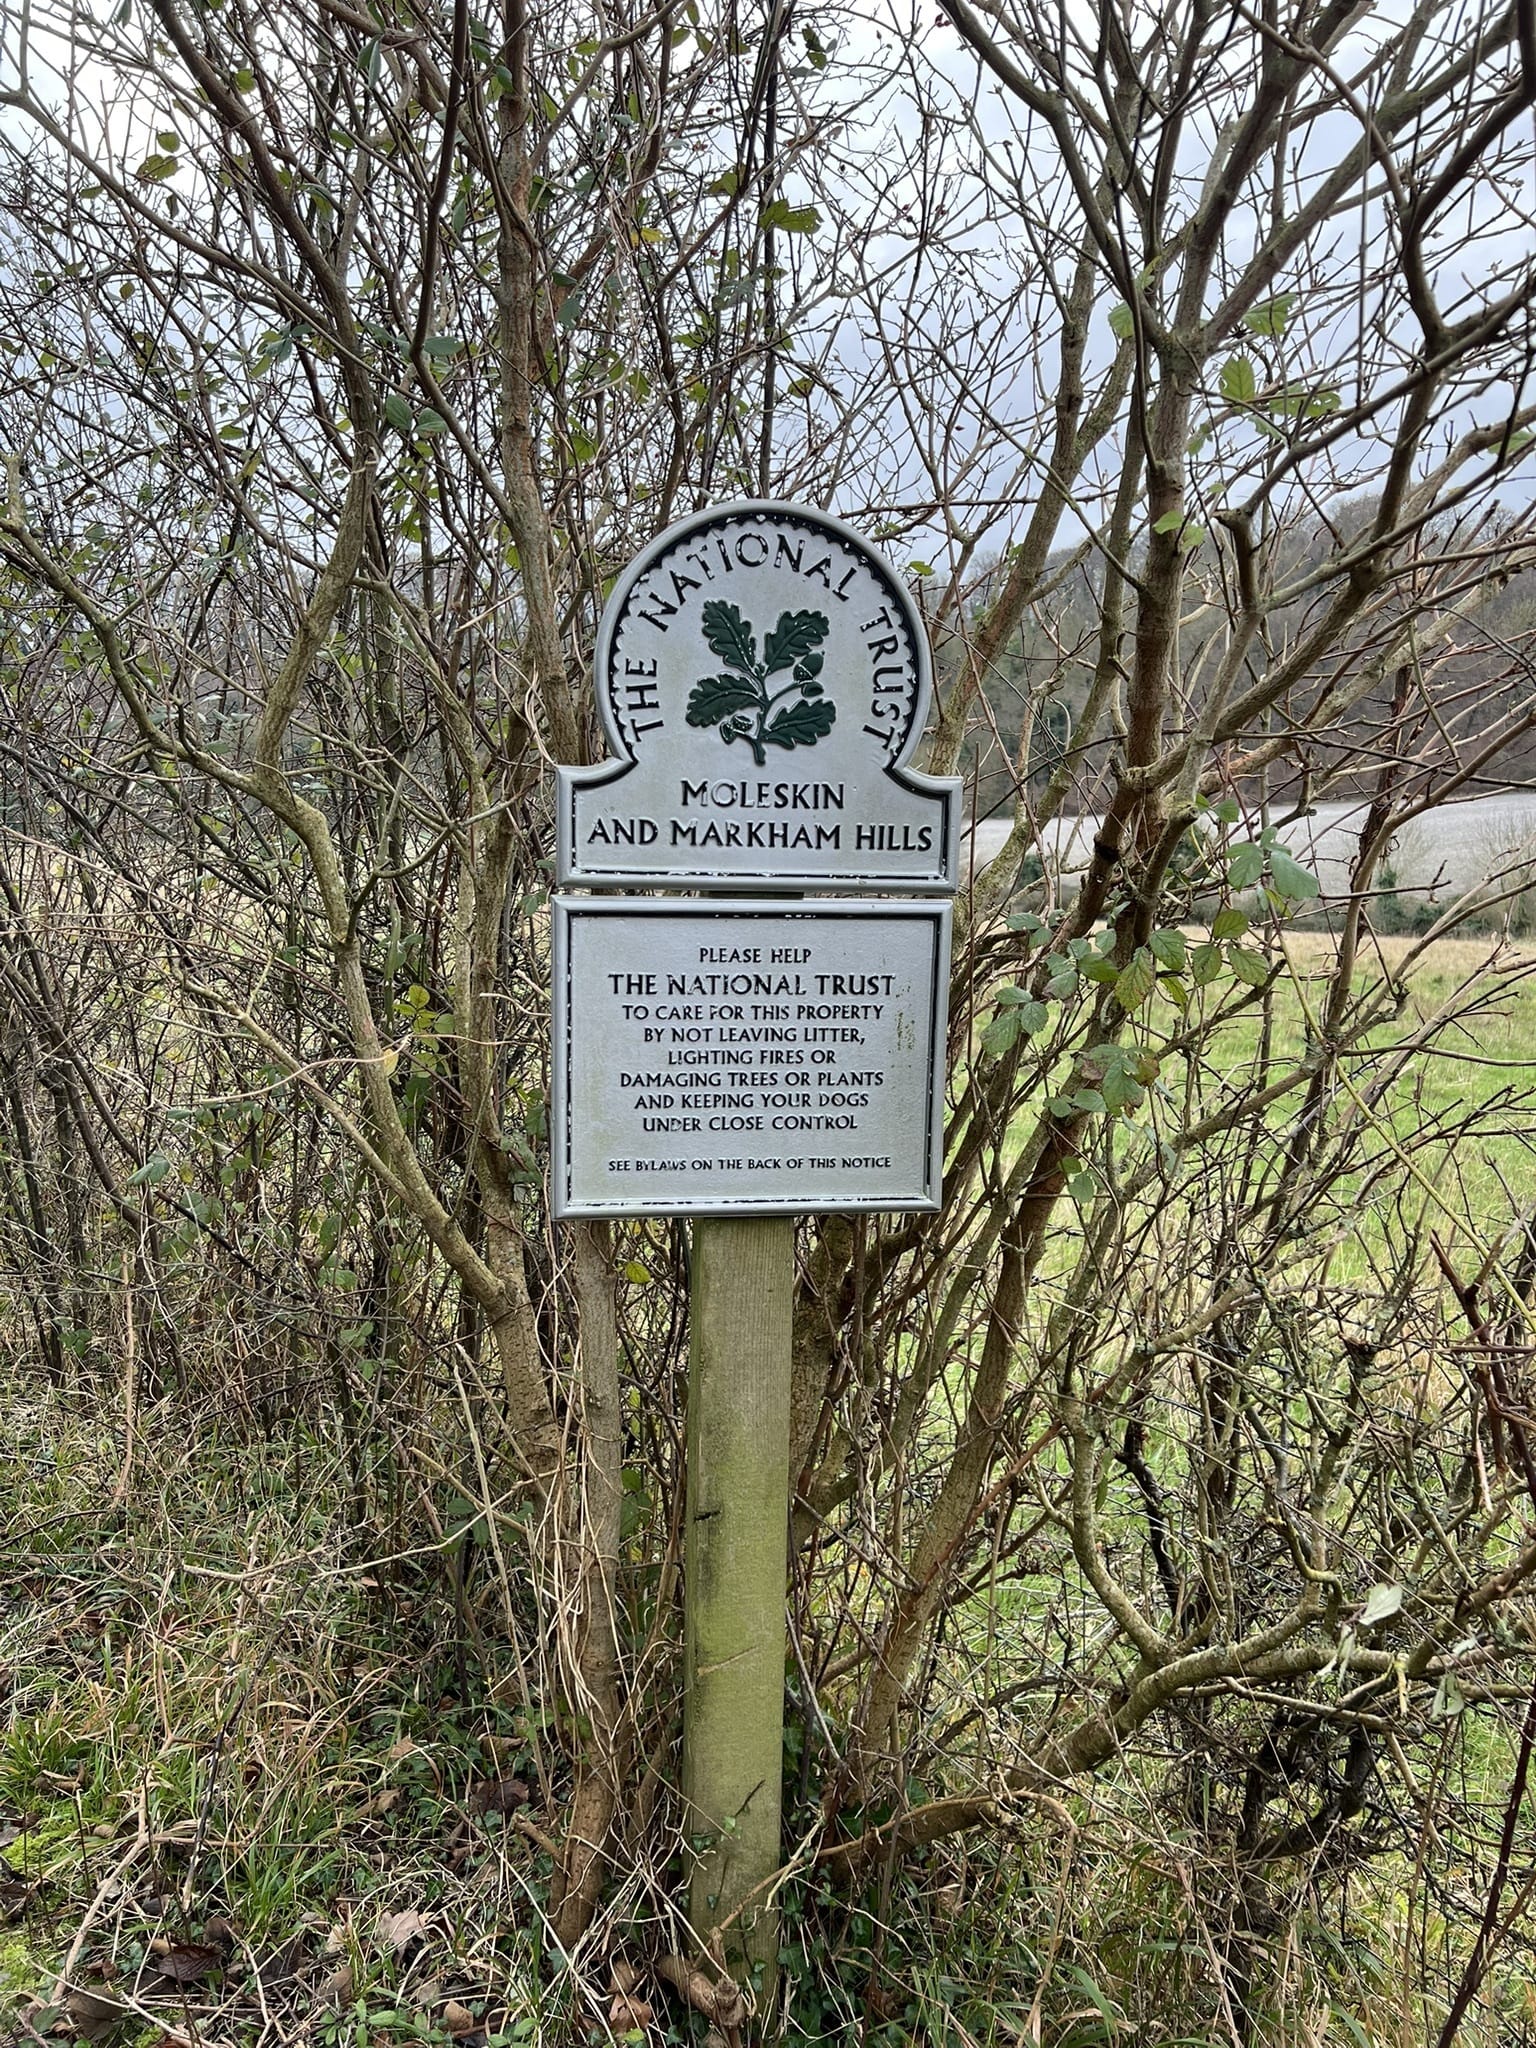 THE NATIONAL TRUST
MOLESKIN
AND MARKHAM HILLS
PLEASE HELP
THE NATIONAL TRUST
TO CARE FOR THIS PROPERTY
BY NOT LEAVING LITTER,
LIGHTING FIRES OR
DAMAGING TREES OR PLANTS
AND KEEPING YOUR DOGS
UNDER CLOSE CONTROL
SEE BYLAWS ON THE BACK OF THIS NOTICE